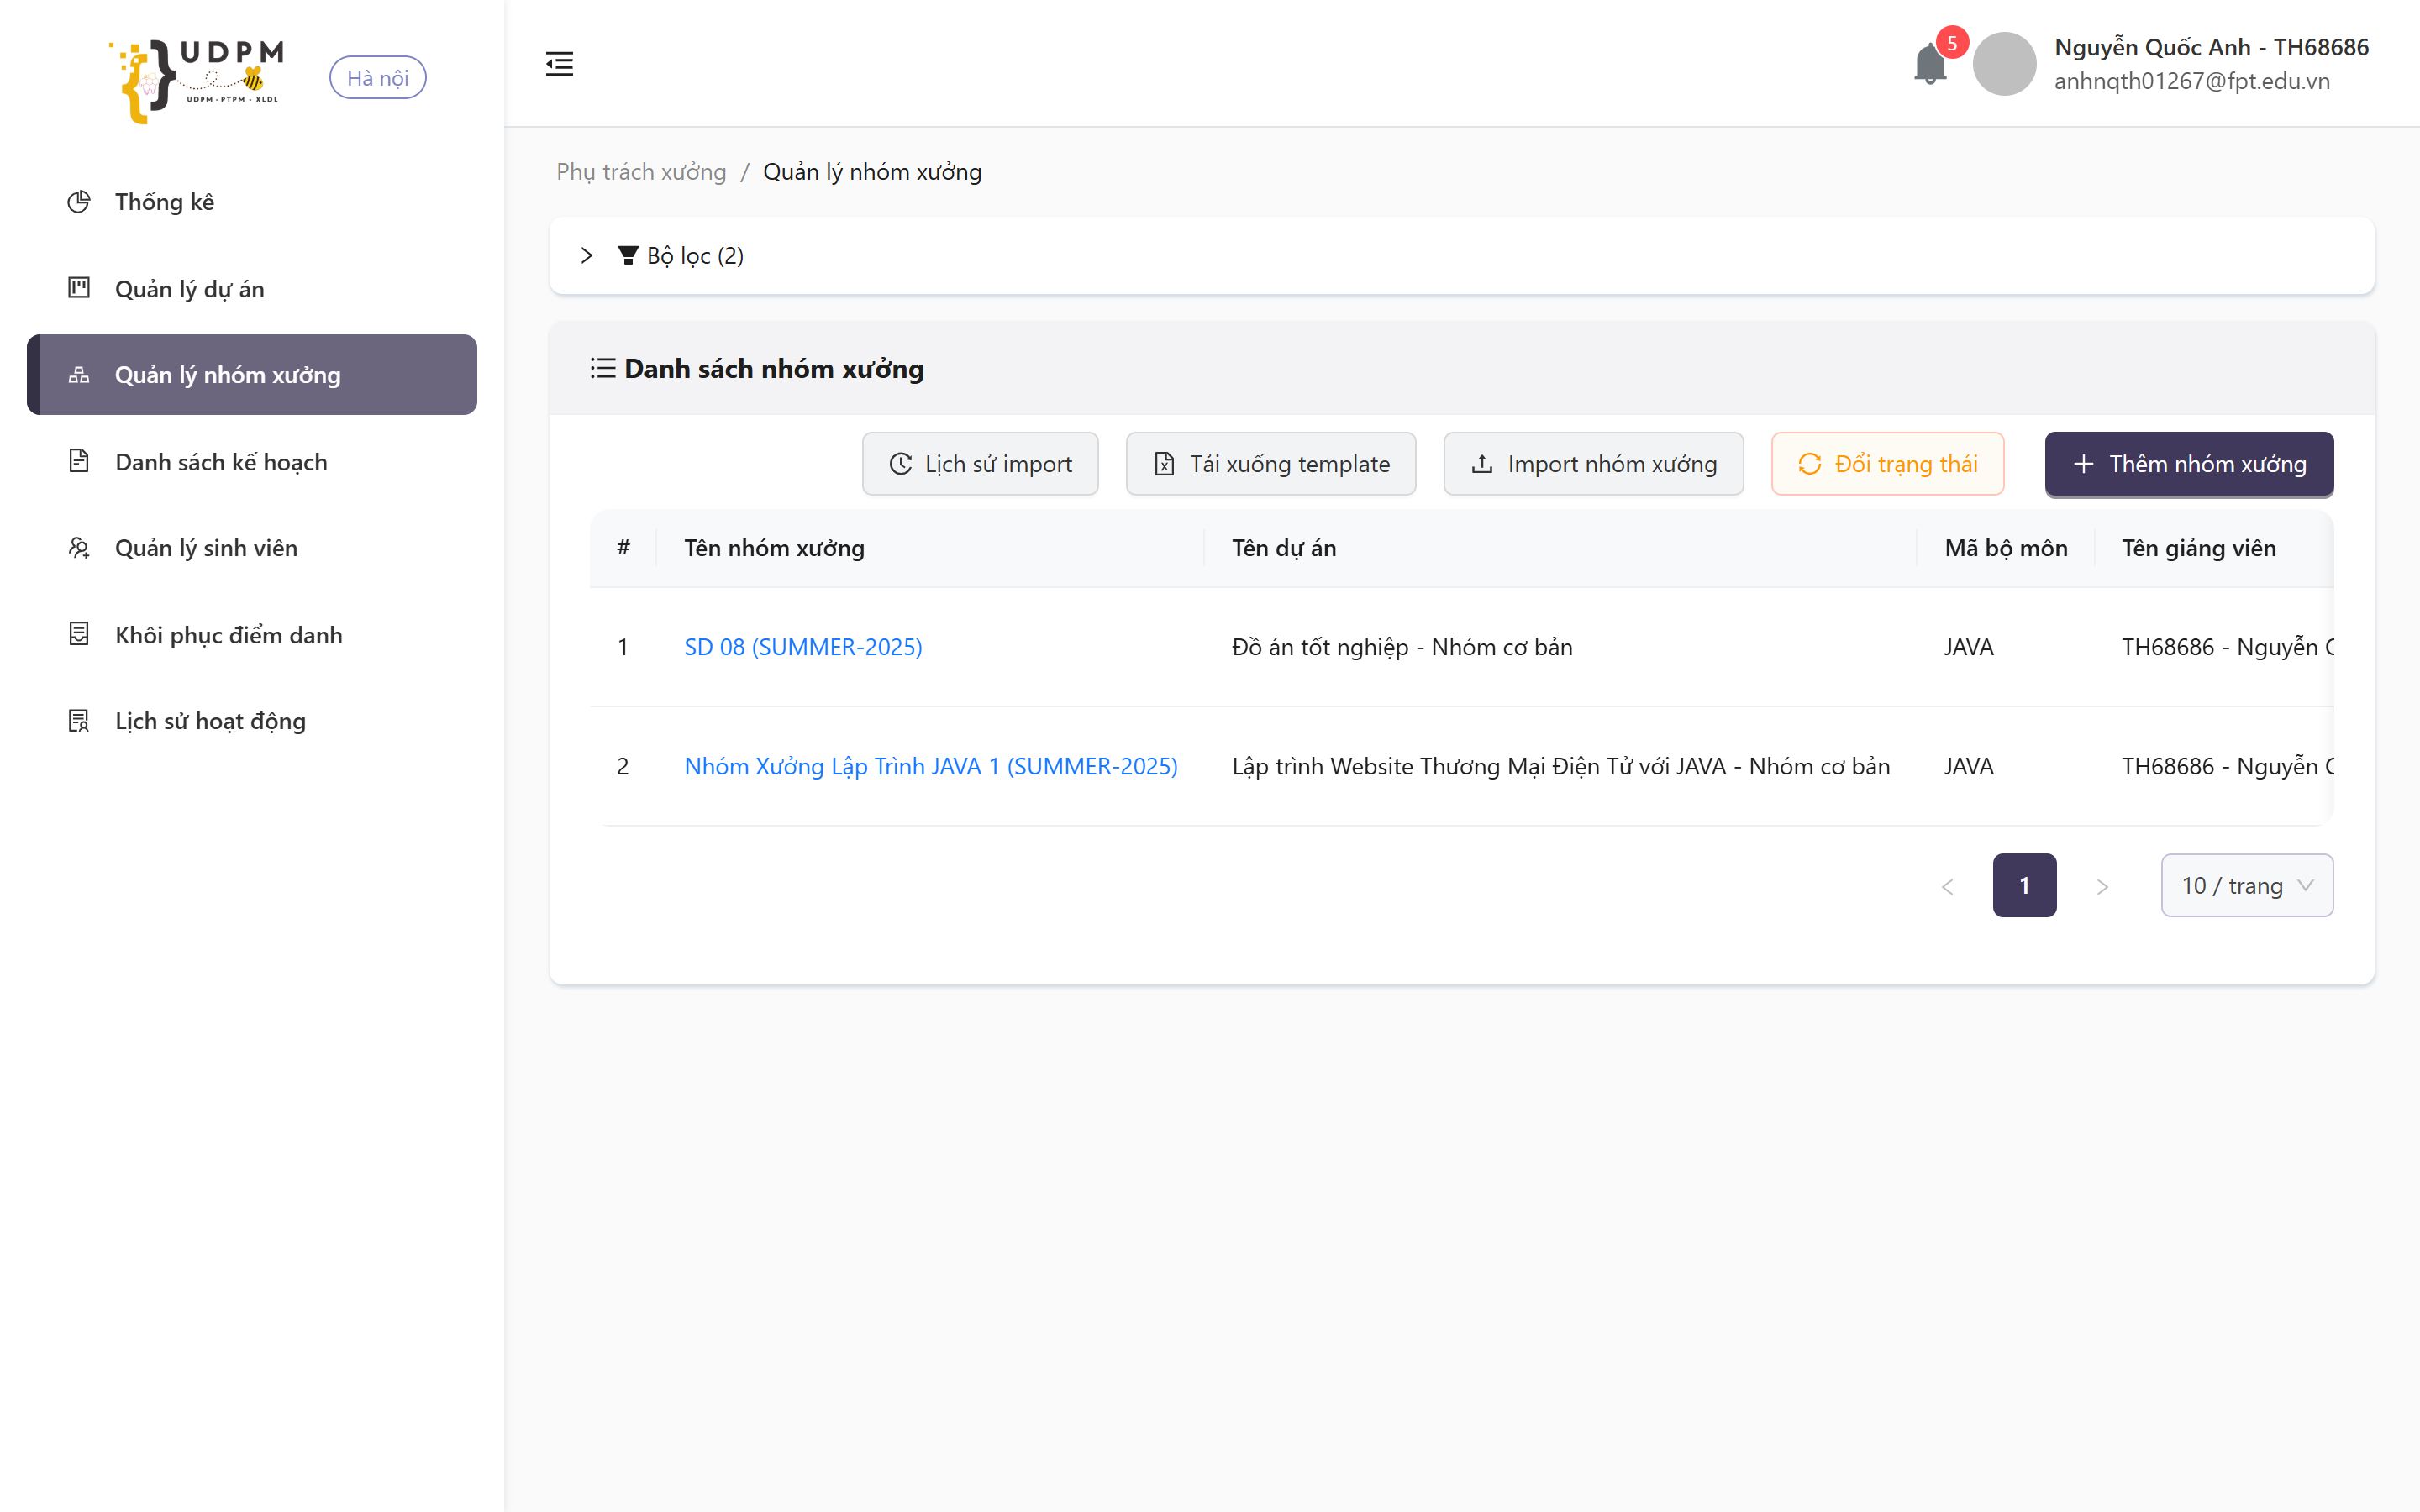 UDPM
UDPM - PTPM - XLDL
Hà nội
Thống kê
Quản lý dự án
Quản lý nhóm xưởng
Danh sách kế hoạch
Quản lý sinh viên
Khôi phục điểm danh
Lịch sử hoạt động
5
Nguyễn Quốc Anh - TH68686
anhnqth01267@fpt.edu.vn
Phụ trách xưởng / Quản lý nhóm xưởng
Bộ lọc (2)
Danh sách nhóm xưởng
Lịch sử import Tải xuống template Import nhóm xưởng Đổi trạng thái Thêm nhóm xưởng
# Tên nhóm xưởng Tên dự án Mã bộ môn Tên giảng viên
1 SD 08 (SUMMER-2025) Đồ án tốt nghiệp - Nhóm cơ bản JAVA TH68686 - Nguyễn
2 Nhóm Xưởng Lập Trình JAVA 1 (SUMMER-2025) Lập trình Website Thương Mại Điện Tử với JAVA - Nhóm cơ bản JAVA TH68686 - Nguyễn
< 1 > 10 / trang